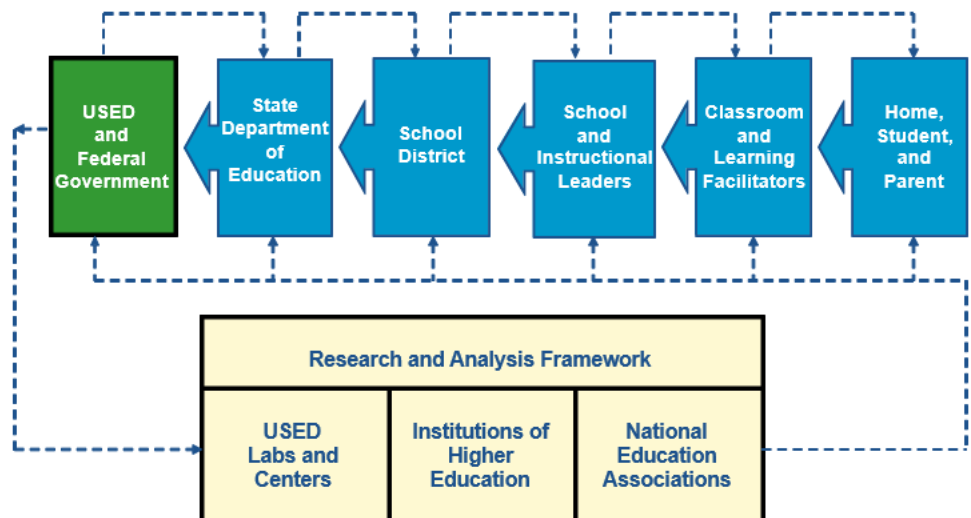 USED
and
Federal
Government
State
Department
of
Education
School
District
School
and
Instructional
Leaders
Classroom
and
Learning
Facilitators
Home,
Student,
and
Parent
Research and Analysis Framework
USED
Labs and
Centers
Institutions of
Higher
Education
National
Education
Associations